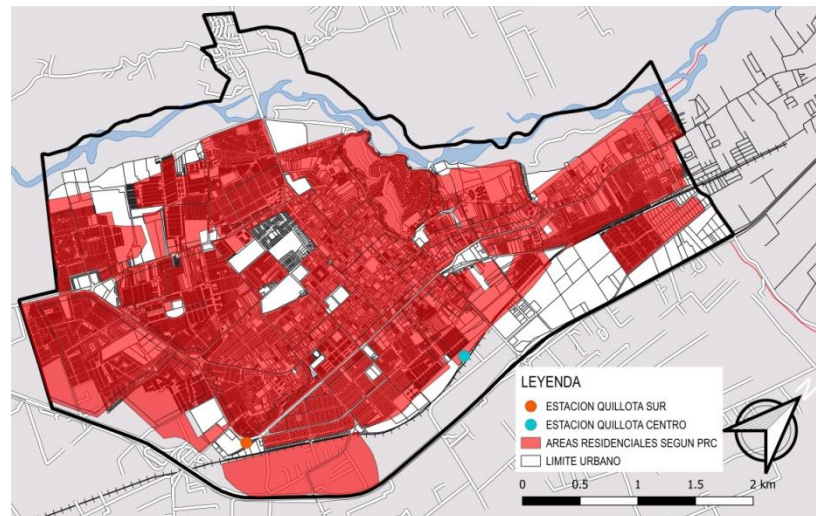 LEYENDA
ESTACION QUILLOTA SUR
ESTACION QUILLOTA CENTRO
AREAS RESIDENCIALES SEGUN PRC
LIMITE URBANO
N
0 0.5 1 1.5 2 km